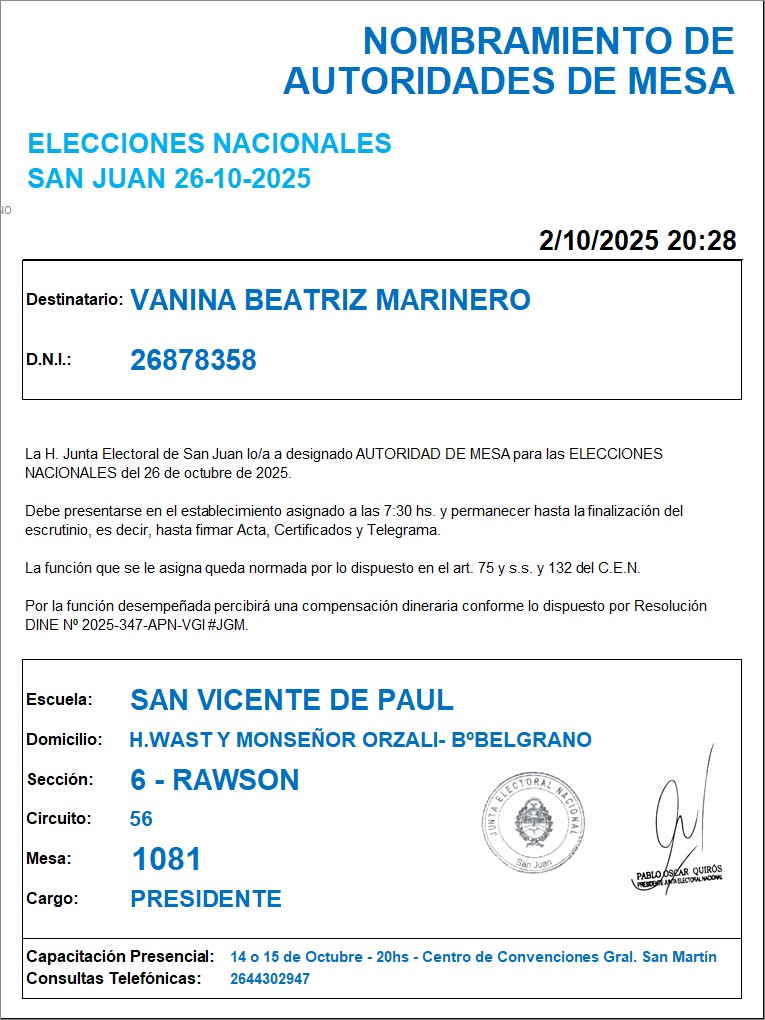 NOMBRAMIENTO DE
AUTORIDADES DE MESA
ELECCIONES NACIONALES
SAN JUAN 26-10-2025
NO
2/10/2025 20:28
Destinatario: VANINA BEATRIZ MARINERO
D.N.I.: 26878358
La H. Junta Electoral de San Juan lo/a a designado AUTORIDAD DE MESA para las ELECCIONES
NACIONALES del 26 de octubre de 2025.
Debe presentarse en el establecimiento asignado a las 7:30 hs. y permanecer hasta la finalización del
escrutinio, es decir, hasta firmar Acta, Certificados y Telegrama.
La función que se le asigna queda normada por lo dispuesto en el art. 75 y s.s. y 132 del C.E.N.
Por la función desempeñada percibirá una compensación dineraria conforme lo dispuesto por Resolución
DINE Nº 2025-347-APN-VGI#JGM.
Escuela: SAN VICENTE DE PAUL
Domicilio: H.WAST Y MONSEÑOR ORZALI- BºBELGRANO
Sección: 6 - RAWSON
Circuito: 56
Mesa: 1081
Cargo: PRESIDENTE
JUNTA ELECTORAL NACIONAL
San Juan
PABLO OSCAR QUIRÓS
PRESIDENTE JUNTA ELECTORAL NACIONAL
Capacitación Presencial: 14 o 15 de Octubre - 20hs - Centro de Convenciones Gral. San Martín
Consultas Telefónicas: 2644302947